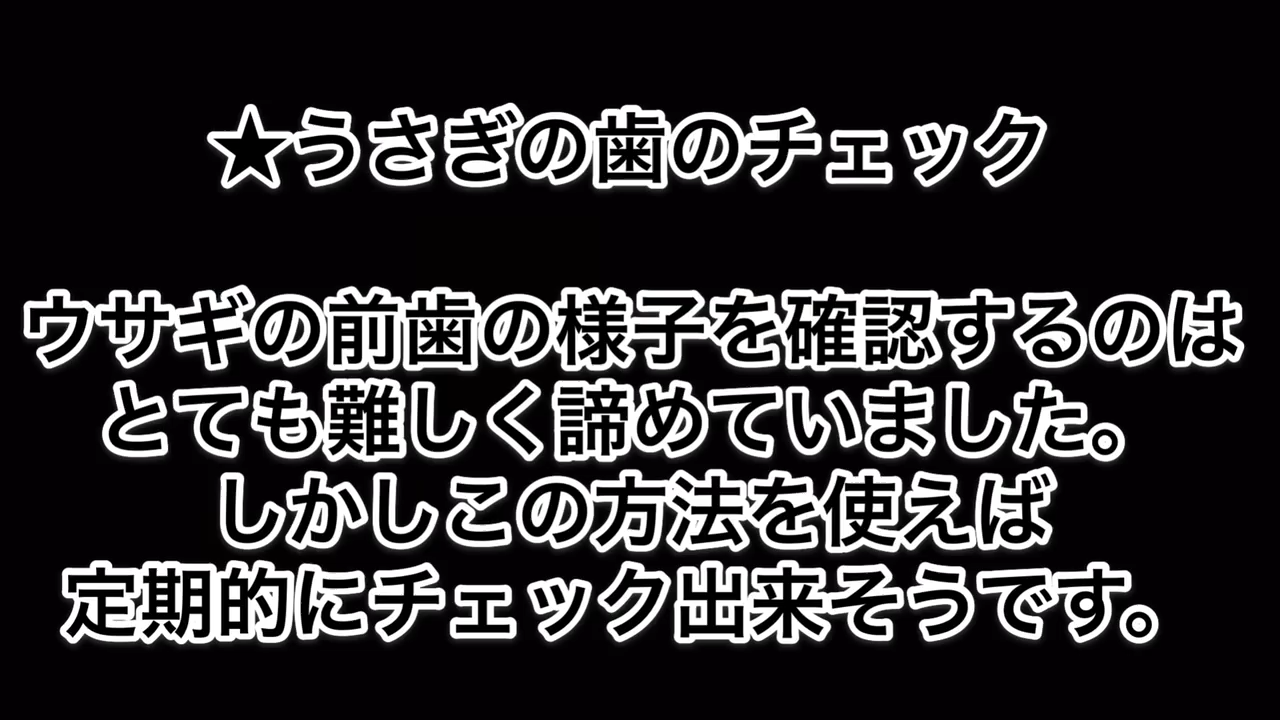 ★うさぎの歯のチェック
ウサギの前歯の様子を確認するのは
とても難しく諦めていました。
しかしこの方法を使えば
定期的にチェック出来そうです。